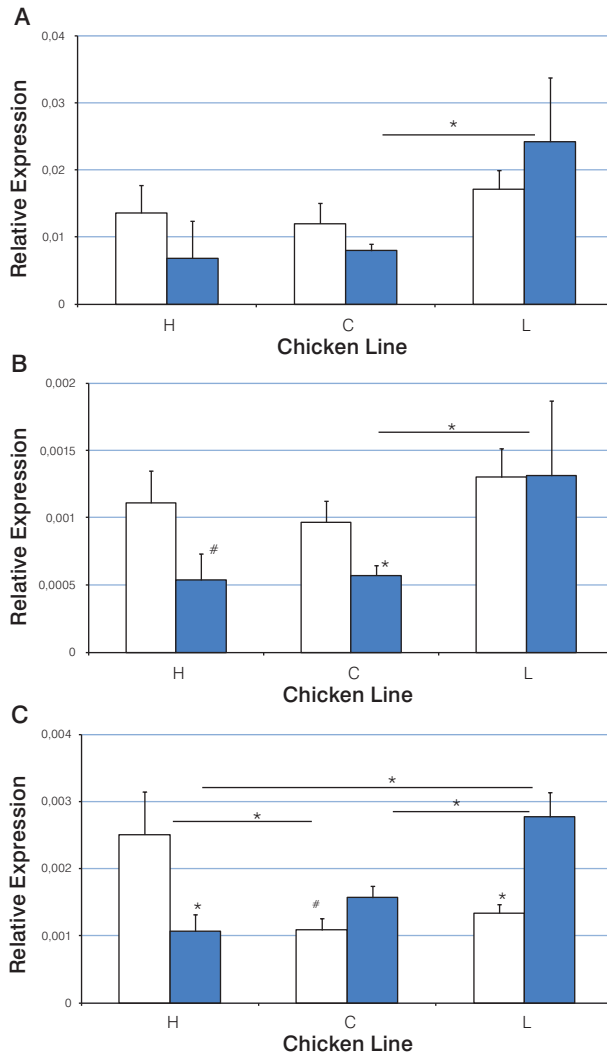 A
0,04
0,03
0,02
0,01
0
Relative Expression
*
H C L
Chicken Line
B
0,002
0,0015
0,001
0,0005
0
Relative Expression
*
#
*
H C L
Chicken Line
C
0,004
0,003
0,002
0,001
0
Relative Expression
*
*
*
*
#
*
H C L
Chicken Line